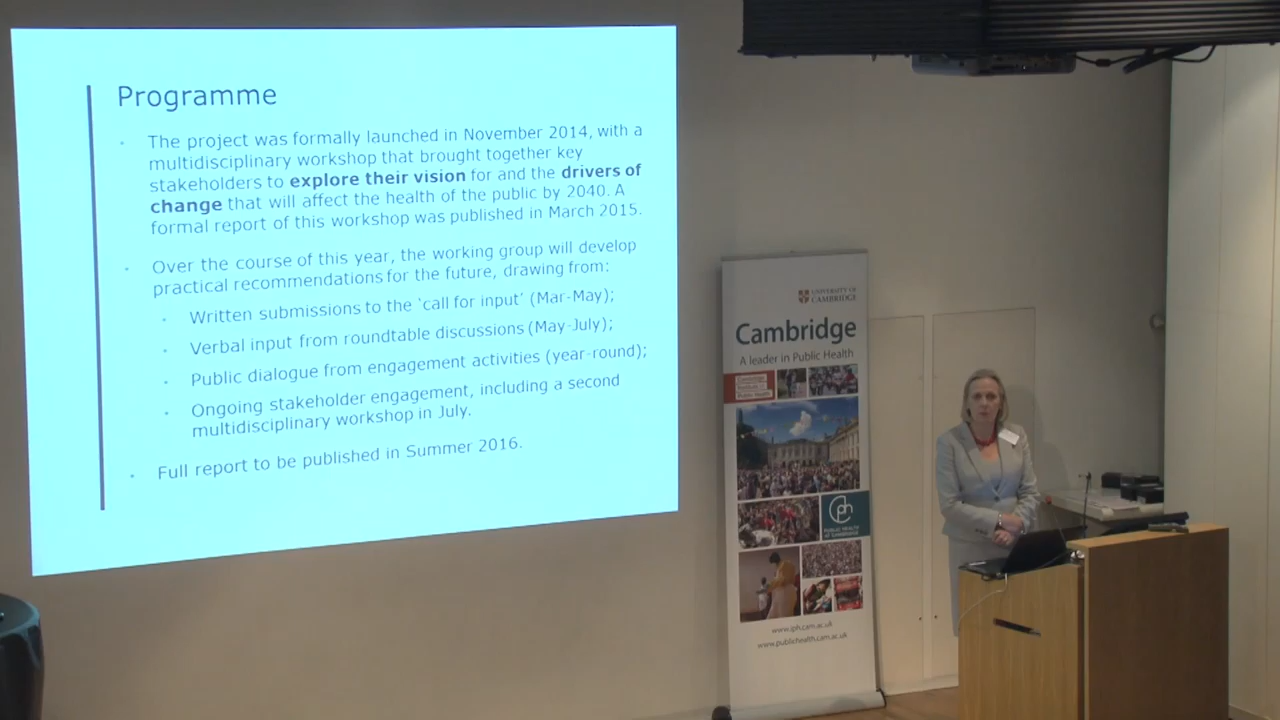 Programme
The project was formally launched in November 2014, with a
multidisciplinary workshop that brought together key
stakeholders to explore their vision for and the drivers of
change that will affect the health of the public by 2040. A
formal report of this workshop was published in March 2015.
Over the course of this year, the working group will develop
practical recommendations for the future, drawing from:
Written submissions to the 'call for input' (Mar-May);
Verbal input from roundtable discussions (May-July);
Public dialogue from engagement activities (year-round);
Ongoing stakeholder engagement, including a second
multidisciplinary workshop in July.
Full report to be published in Summer 2016.
UNIVERSITY OF
CAMBRIDGE
Cambridge
A leader in Public Health
Cph
PUBLIC HEALTH
www.iph.cam.ac.uk
www.publichealth.cam.ac.uk